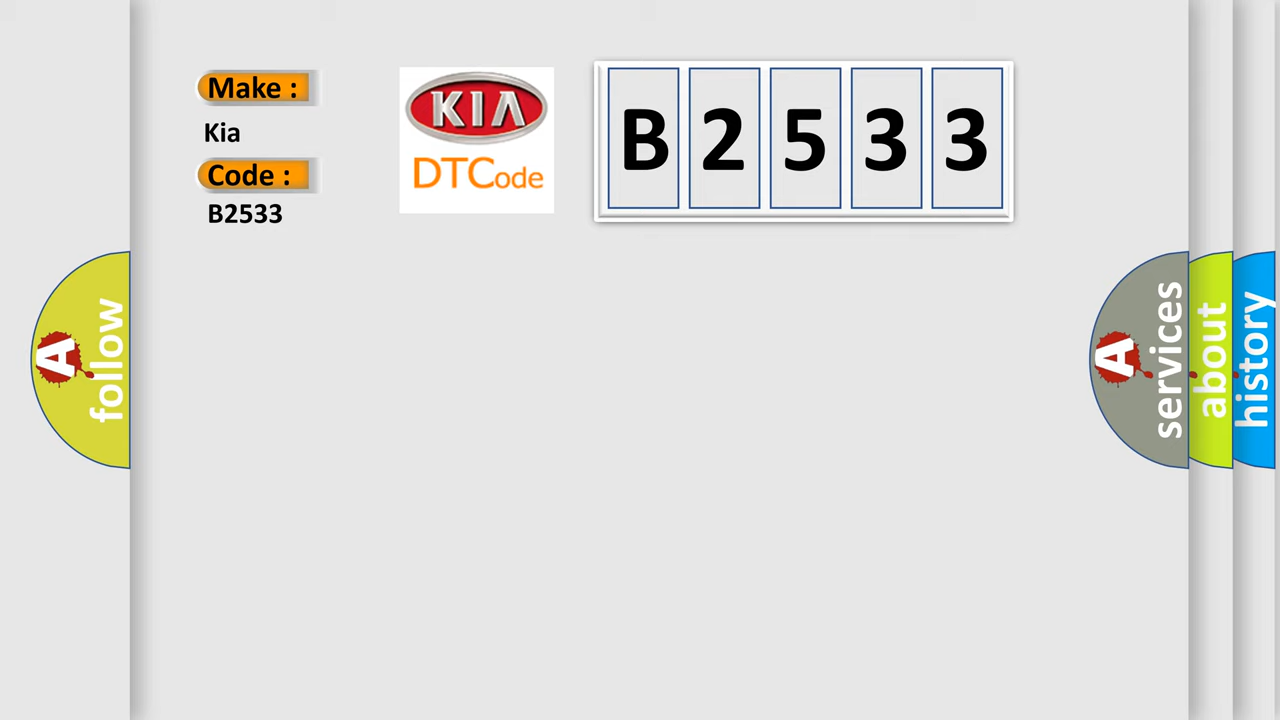 Make :
Kia
Code :
B2533
KIA
DTCode
B 2 5 3 3
A follow
A services
about
history